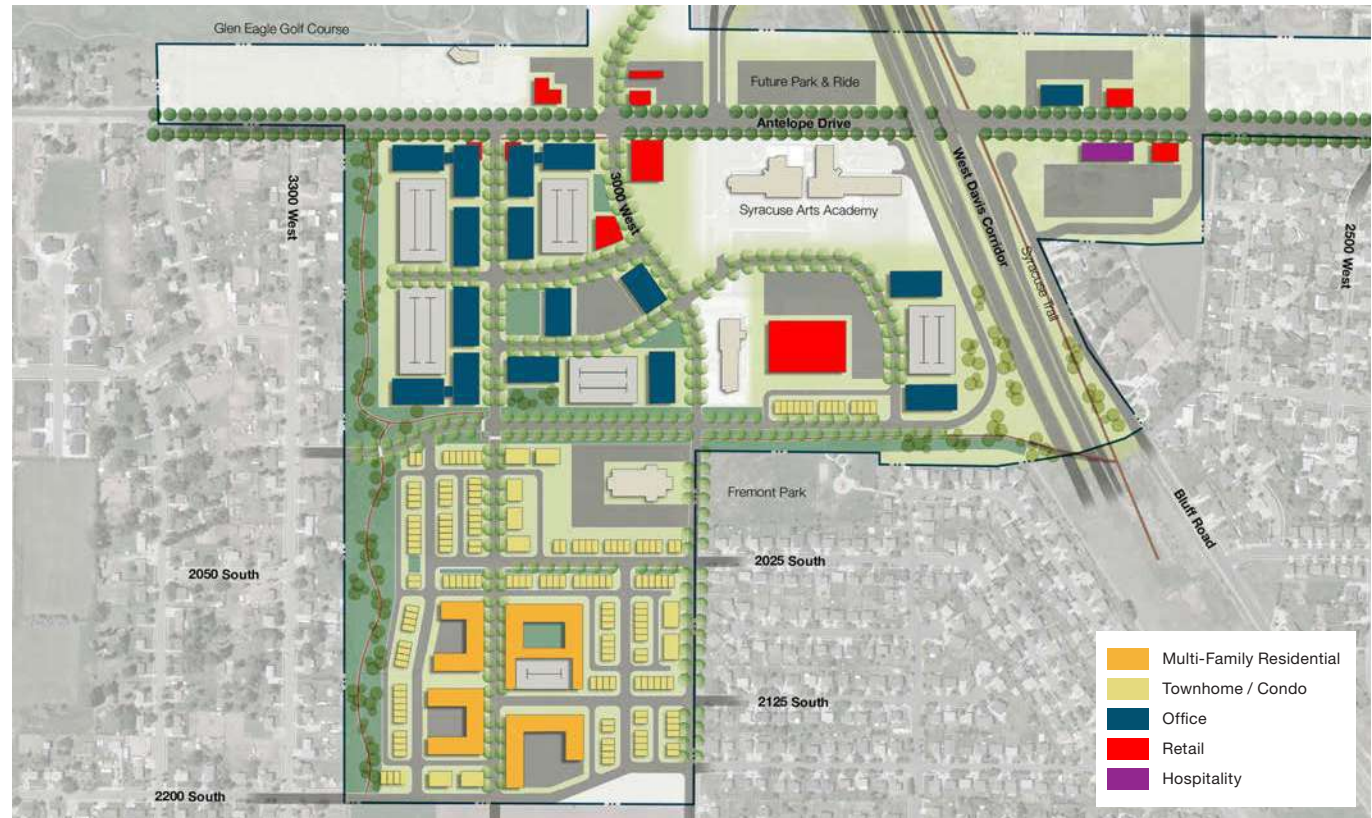 Glen Eagle Golf Course
Future Park & Ride
Antelope Drive
3300 West
3000 West
Syracuse Arts Academy
West Davis Corridor
Syracuse Trail
2500 West
Fremont Park
Bluff Road
2050 South
2025 South
2125 South
2200 South
Multi-Family Residential
Townhome / Condo
Office
Retail
Hospitality